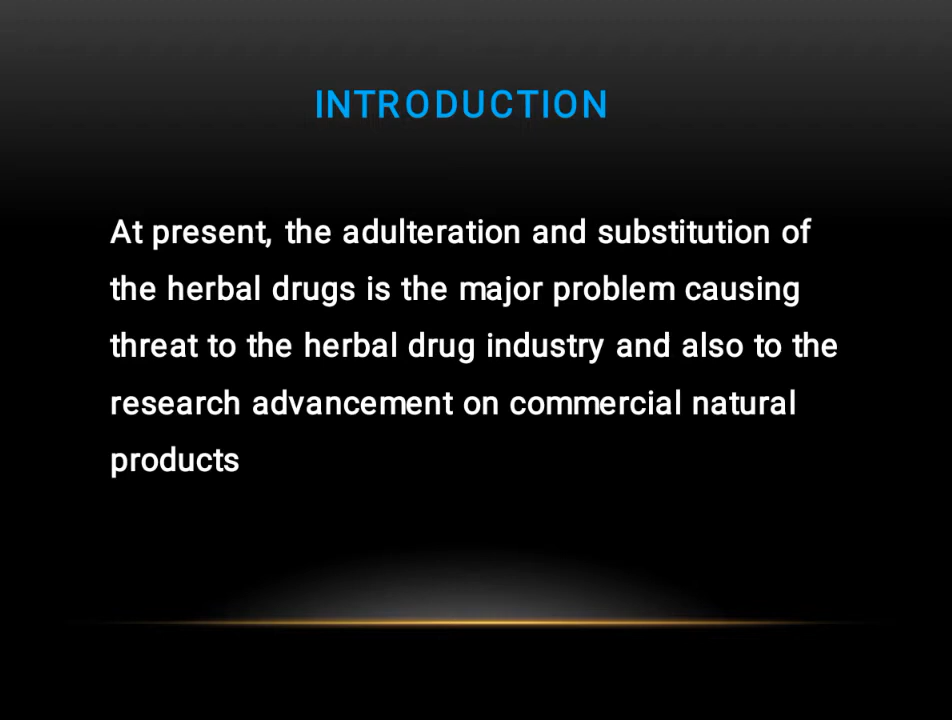 INTRODUCTION
At present, the adulteration and substitution of
the herbal drugs is the major problem causing
threat to the herbal drug industry and also to the
research advancement on commercial natural
products